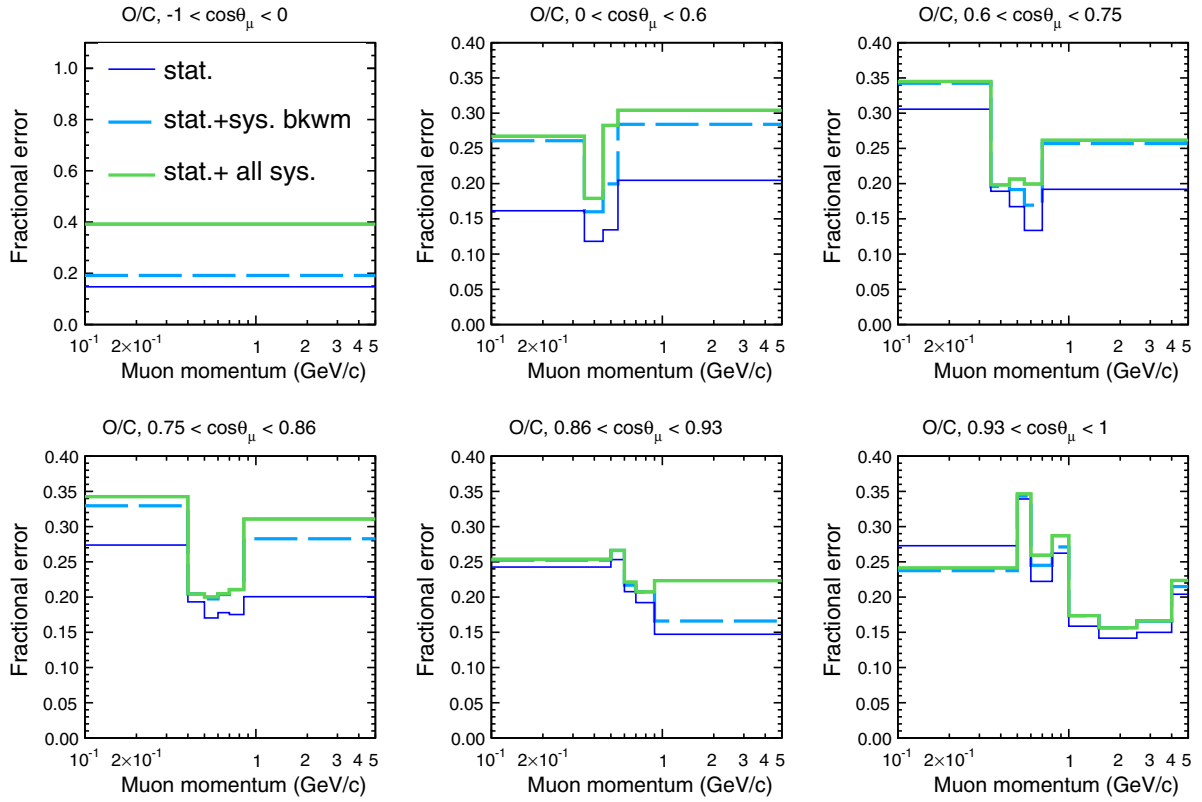 O/C, -1 < cosθμ < 0
O/C, 0 < cosθμ < 0.6
O/C, 0.6 < cosθμ < 0.75
Fractional error
1.0
0.8
0.6
0.4
0.2
0.0
stat.
stat.+sys. bkwm
stat.+ all sys.
10⁻¹ 2×10⁻¹ 1 2 3 4 5
Muon momentum (GeV/c)
Fractional error
0.40
0.35
0.30
0.25
0.20
0.15
0.10
0.05
0.00
10⁻¹ 2×10⁻¹ 1 2 3 4 5
Muon momentum (GeV/c)
Fractional error
0.40
0.35
0.30
0.25
0.20
0.15
0.10
0.05
0.00
10⁻¹ 2×10⁻¹ 1 2 3 4 5
Muon momentum (GeV/c)
O/C, 0.75 < cosθμ < 0.86
O/C, 0.86 < cosθμ < 0.93
O/C, 0.93 < cosθμ < 1
Fractional error
0.40
0.35
0.30
0.25
0.20
0.15
0.10
0.05
0.00
10⁻¹ 2×10⁻¹ 1 2 3 4 5
Muon momentum (GeV/c)
Fractional error
0.40
0.35
0.30
0.25
0.20
0.15
0.10
0.05
0.00
10⁻¹ 2×10⁻¹ 1 2 3 4 5
Muon momentum (GeV/c)
Fractional error
0.40
0.35
0.30
0.25
0.20
0.15
0.10
0.05
0.00
10⁻¹ 2×10⁻¹ 1 2 3 4 5
Muon momentum (GeV/c)